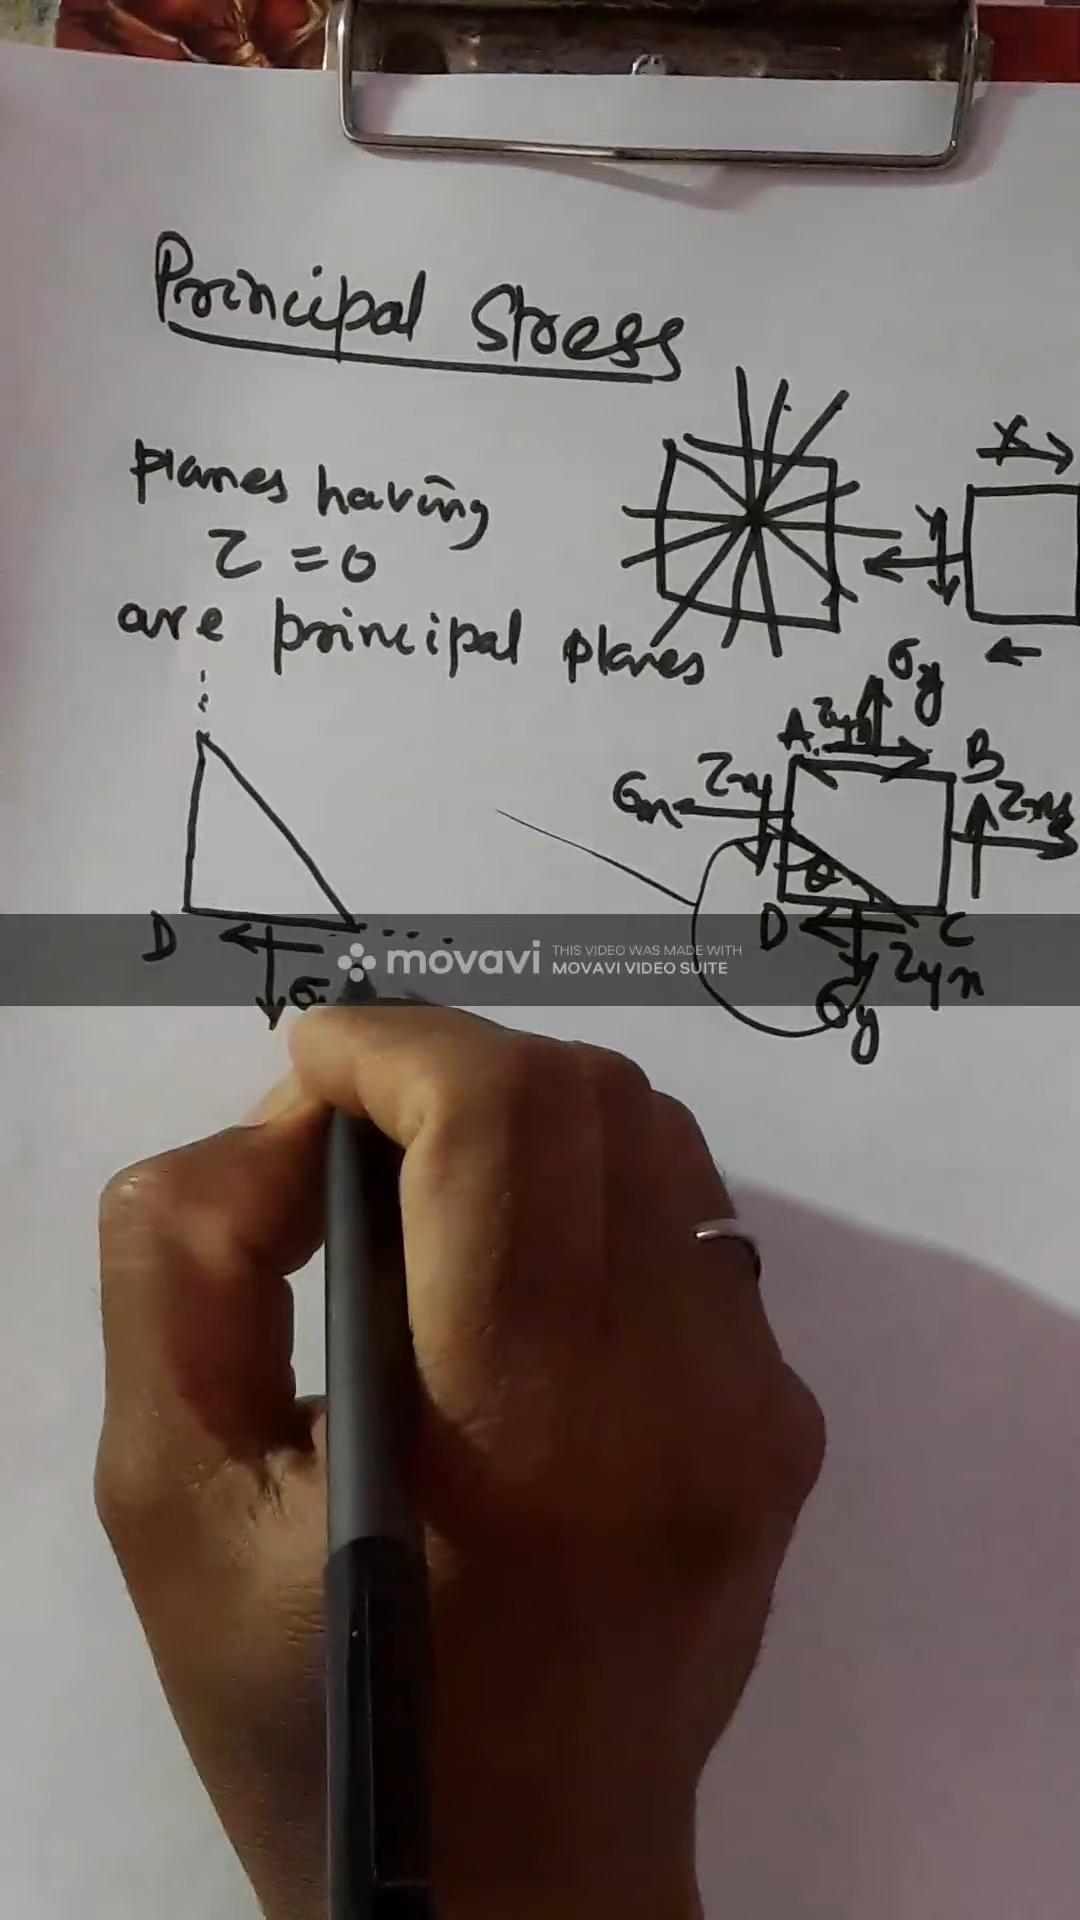 Principal Stress
planes having
τ = 0
are principal planes
x
y
σy
τyx
A
B
τxy
σx
τxy
θ
D
C
τyx
σy
D
σ
movavi
THIS VIDEO WAS MADE WITH
MOVAVI VIDEO SUITE